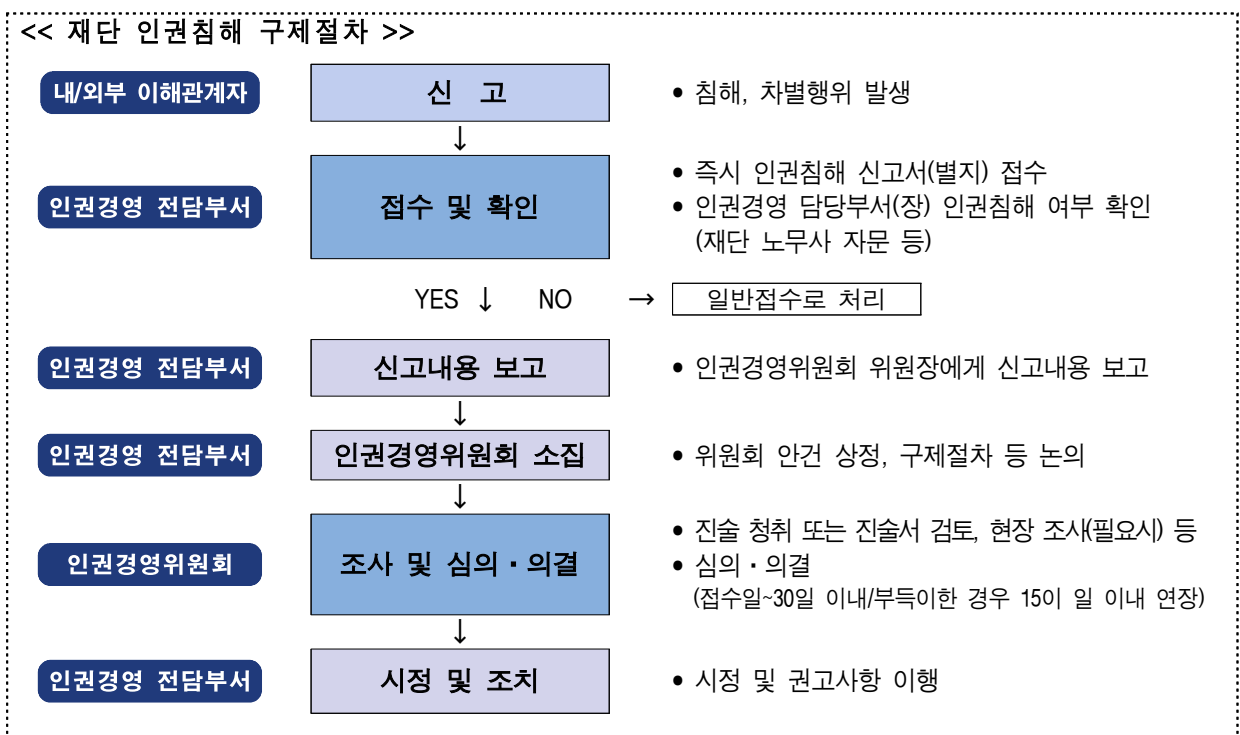 << 재단 인권침해 구제절차 >>
내/외부 이해관계자
신 고
• 침해, 차별행위 발생
↓
인권경영 전담부서
접수 및 확인
• 즉시 인권침해 신고서(별지) 접수
• 인권경영 담당부서(장) 인권침해 여부 확인
(재단 노무사 자문 등)
YES ↓ NO → 일반접수로 처리
인권경영 전담부서
신고내용 보고
• 인권경영위원회 위원장에게 신고내용 보고
↓
인권경영 전담부서
인권경영위원회 소집
• 위원회 안건 상정, 구제절차 등 논의
↓
인권경영위원회
조사 및 심의・의결
• 진술 청취 또는 진술서 검토, 현장 조사(필요시) 등
• 심의・의결
(접수일~30일 이내/부득이한 경우 15이 일 이내 연장)
↓
인권경영 전담부서
시정 및 조치
• 시정 및 권고사항 이행